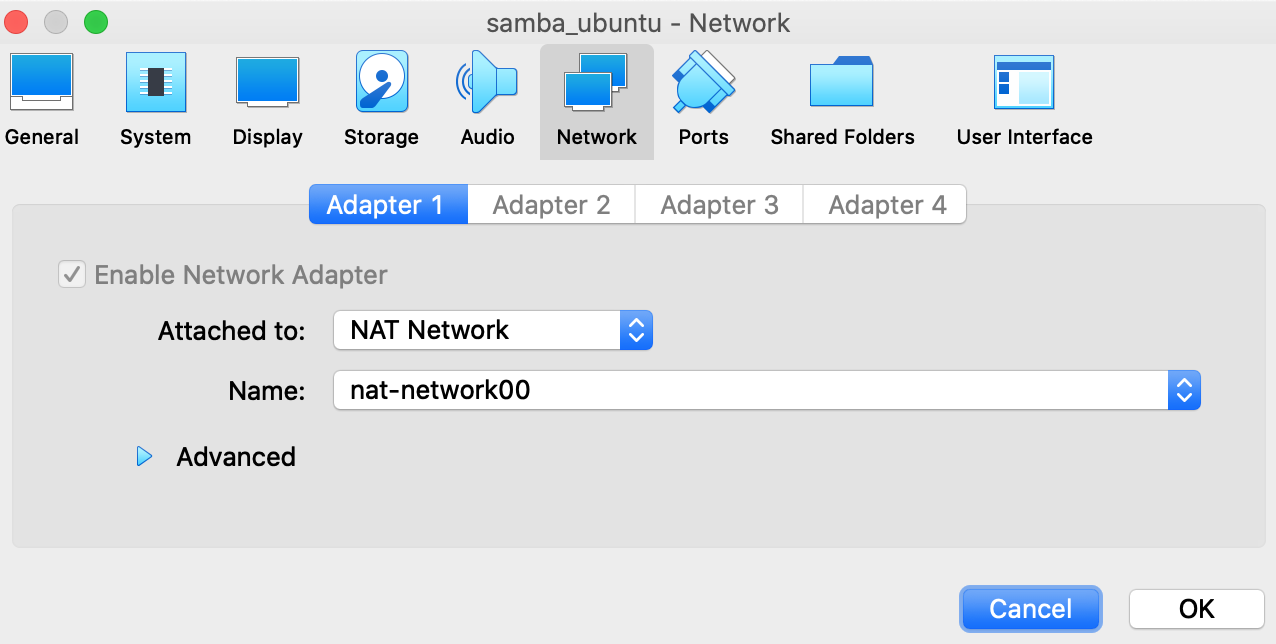 samba_ubuntu - Network
General System Display Storage Audio Network Ports Shared Folders User Interface
Adapter 1 Adapter 2 Adapter 3 Adapter 4
Enable Network Adapter
Attached to: NAT Network
Name: nat-network00
Advanced
Cancel OK